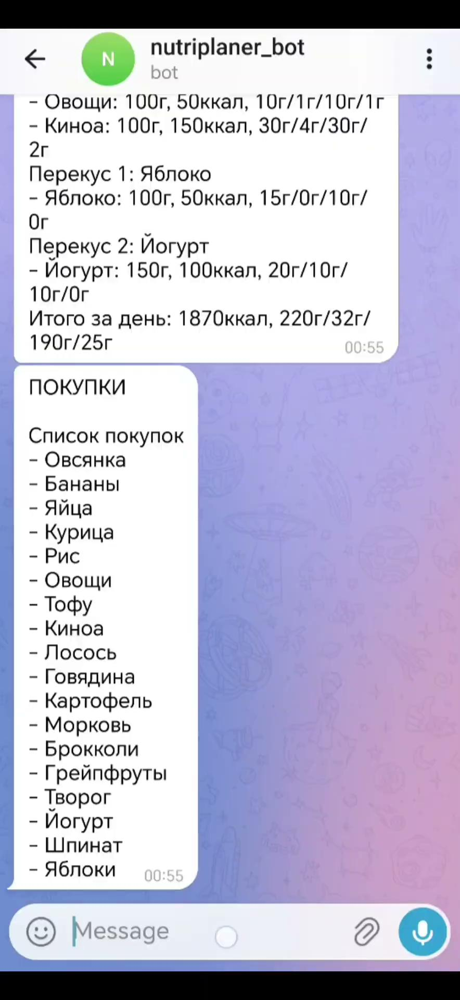 N
nutriplaner_bot
bot
- Овощи: 100г, 50ккал, 10г/1г/10г/1г
- Киноа: 100г, 150ккал, 30г/4г/30г/
2г
Перекус 1: Яблоко
- Яблоко: 100г, 50ккал, 15г/0г/10г/
0г
Перекус 2: Йогурт
- Йогурт: 150г, 100ккал, 20г/10г/
10г/0г
Итого за день: 1870ккал, 220г/32г/
190г/25г
00:55
ПОКУПКИ
Список покупок
- Овсянка
- Бананы
- Яйца
- Курица
- Рис
- Овощи
- Тофу
- Киноа
- Лосось
- Говядина
- Картофель
- Морковь
- Брокколи
- Грейпфруты
- Творог
- Йогурт
- Шпинат
- Яблоки
00:55
Message